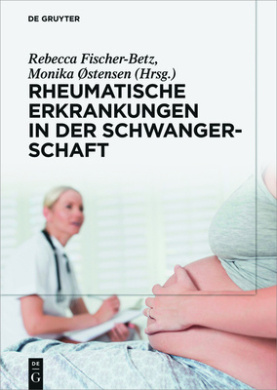 DE GRUYTER
Rebecca Fischer-Betz,
Monika Østensen (Hrsg.)
RHEUMATISCHE
ERKRANKUNGEN
IN DER SCHWANGER-
SCHAFT
DE
G